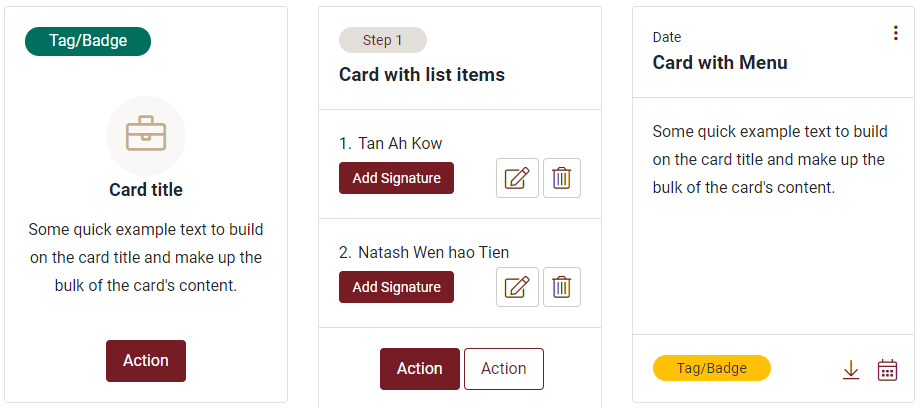 Tag/Badge
Card title
Some quick example text to build
on the card title and make up the
bulk of the card's content.
Action
Step 1
Card with list items
1. Tan Ah Kow
Add Signature
2. Natash Wen hao Tien
Add Signature
Action Action
Date
Card with Menu
Some quick example text to build
on the card title and make up the
bulk of the card's content.
Tag/Badge